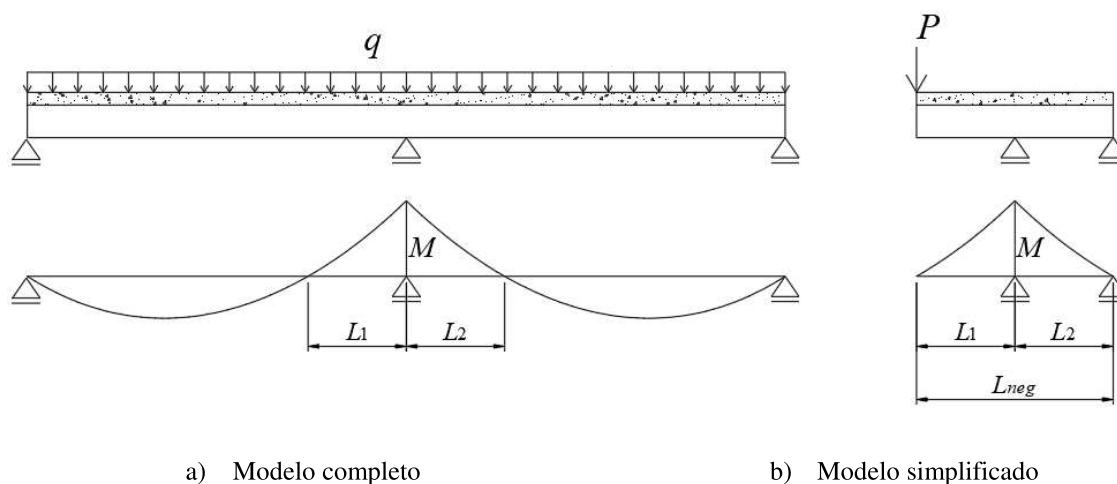 q
P
M
M
L1 L2
L1 L2
Lneg
a) Modelo completo
b) Modelo simplificado